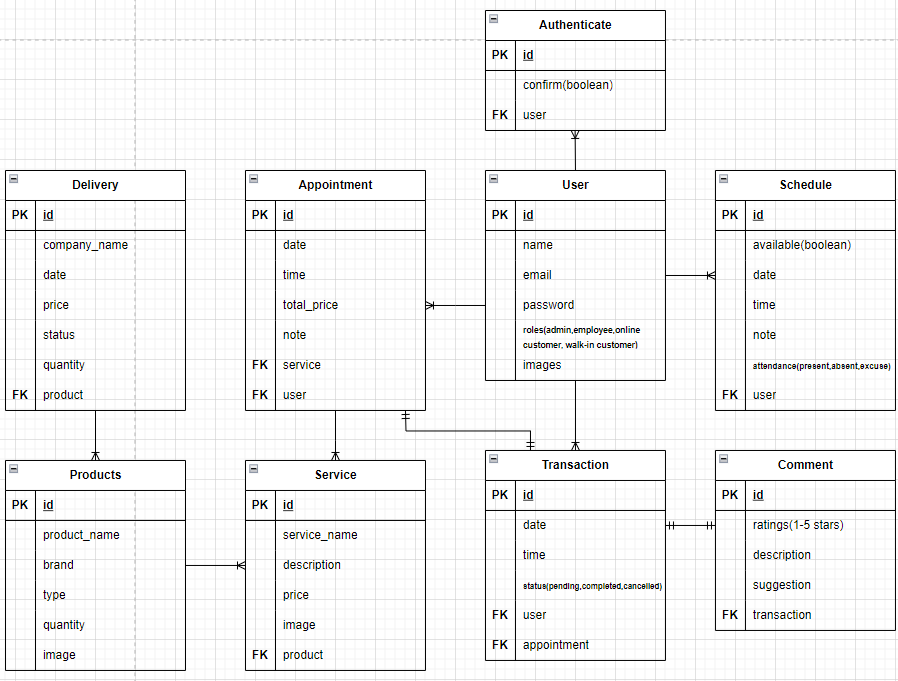 Authenticate
PK id
confirm(boolean)
FK user
Delivery
PK id
company_name
date
price
status
quantity
FK product
Appointment
PK id
date
time
total_price
note
FK service
FK user
User
PK id
name
email
password
roles(admin,employee,online
customer, walk-in customer)
images
Schedule
PK id
available(boolean)
date
time
note
attendance(present,absent,excuse)
FK user
Products
PK id
product_name
brand
type
quantity
image
Service
PK id
service_name
description
price
image
FK product
Transaction
PK id
date
time
status(pending,completed,cancelled)
FK user
FK appointment
Comment
PK id
ratings(1-5 stars)
description
suggestion
FK transaction